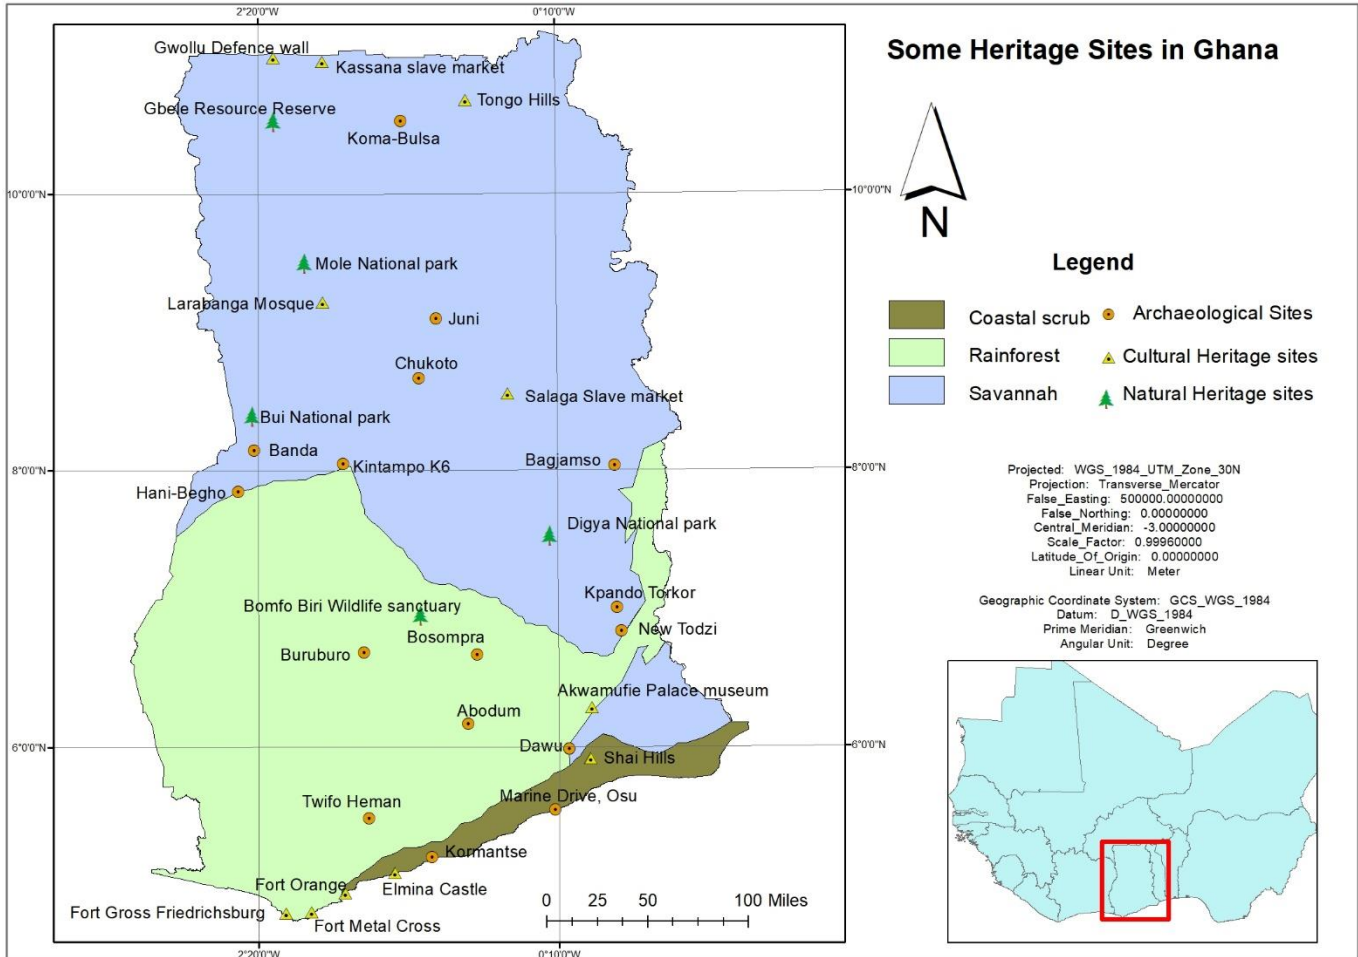 2°20'0"W
0°10'0"W
Some Heritage Sites in Ghana
Gwollu Defence wall
Kassana slave market
Gbele Resource Reserve
Tongo Hills
Koma-Bulsa
N
10°0'0"N
10°0'0"N
Mole National park
Larabanga Mosque
Juni
Chukoto
Salaga Slave market
Bui National park
Banda
Kintampo K6
Bagjamso
8°0'0"N
8°0'0"N
Hani-Begho
Digya National park
Kpando Torkor
Bomfo Biri Wildlife sanctuary
New Todzi
Bosompra
Buruburo
Akwamufie Palace museum
Abodum
6°0'0"N
Dawu
6°0'0"N
Shai Hills
Marine Drive, Osu
Twifo Heman
Kormantse
Fort Orange
Elmina Castle
Fort Gross Friedrichsburg
Fort Metal Cross
0 25 50 100 Miles
2°20'0"W
0°10'0"W
Legend
Coastal scrub
Archaeological Sites
Rainforest
Cultural Heritage sites
Savannah
Natural Heritage sites
Projected: WGS_1984_UTM_Zone_30N
Projection: Transverse_Mercator
False_Easting: 500000.00000000
False_Northing: 0.00000000
Central_Meridian: -3.00000000
Scale_Factor: 0.99960000
Latitude_Of_Origin: 0.00000000
Linear Unit: Meter
Geographic Coordinate System: GCS_WGS_1984
Datum: D_WGS_1984
Prime Meridian: Greenwich
Angular Unit: Degree